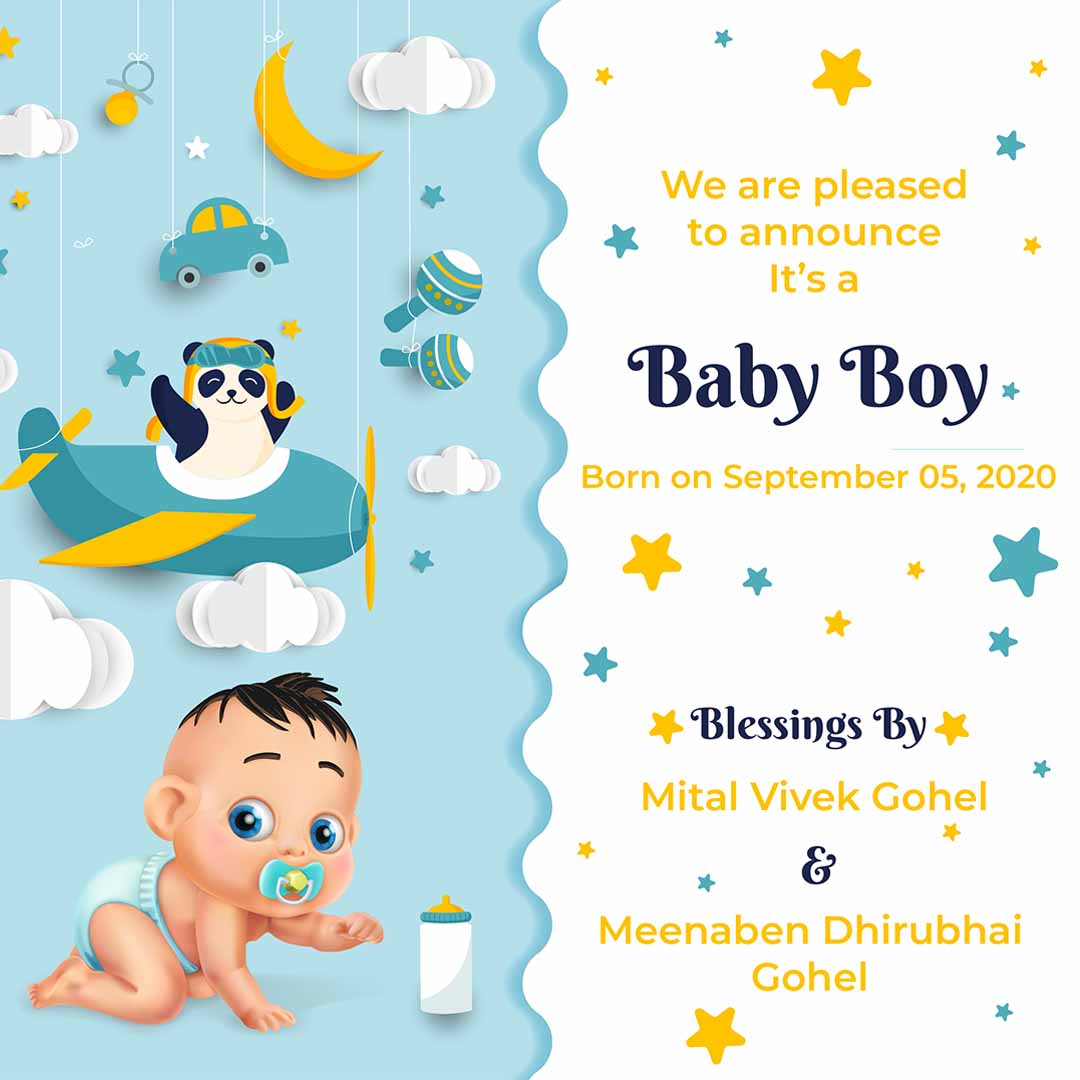 We are pleased
to announce
It’s a
Baby Boy
Born on September 05, 2020
Blessings By
Mital Vivek Gohel
&
Meenaben Dhirubhai
Gohel